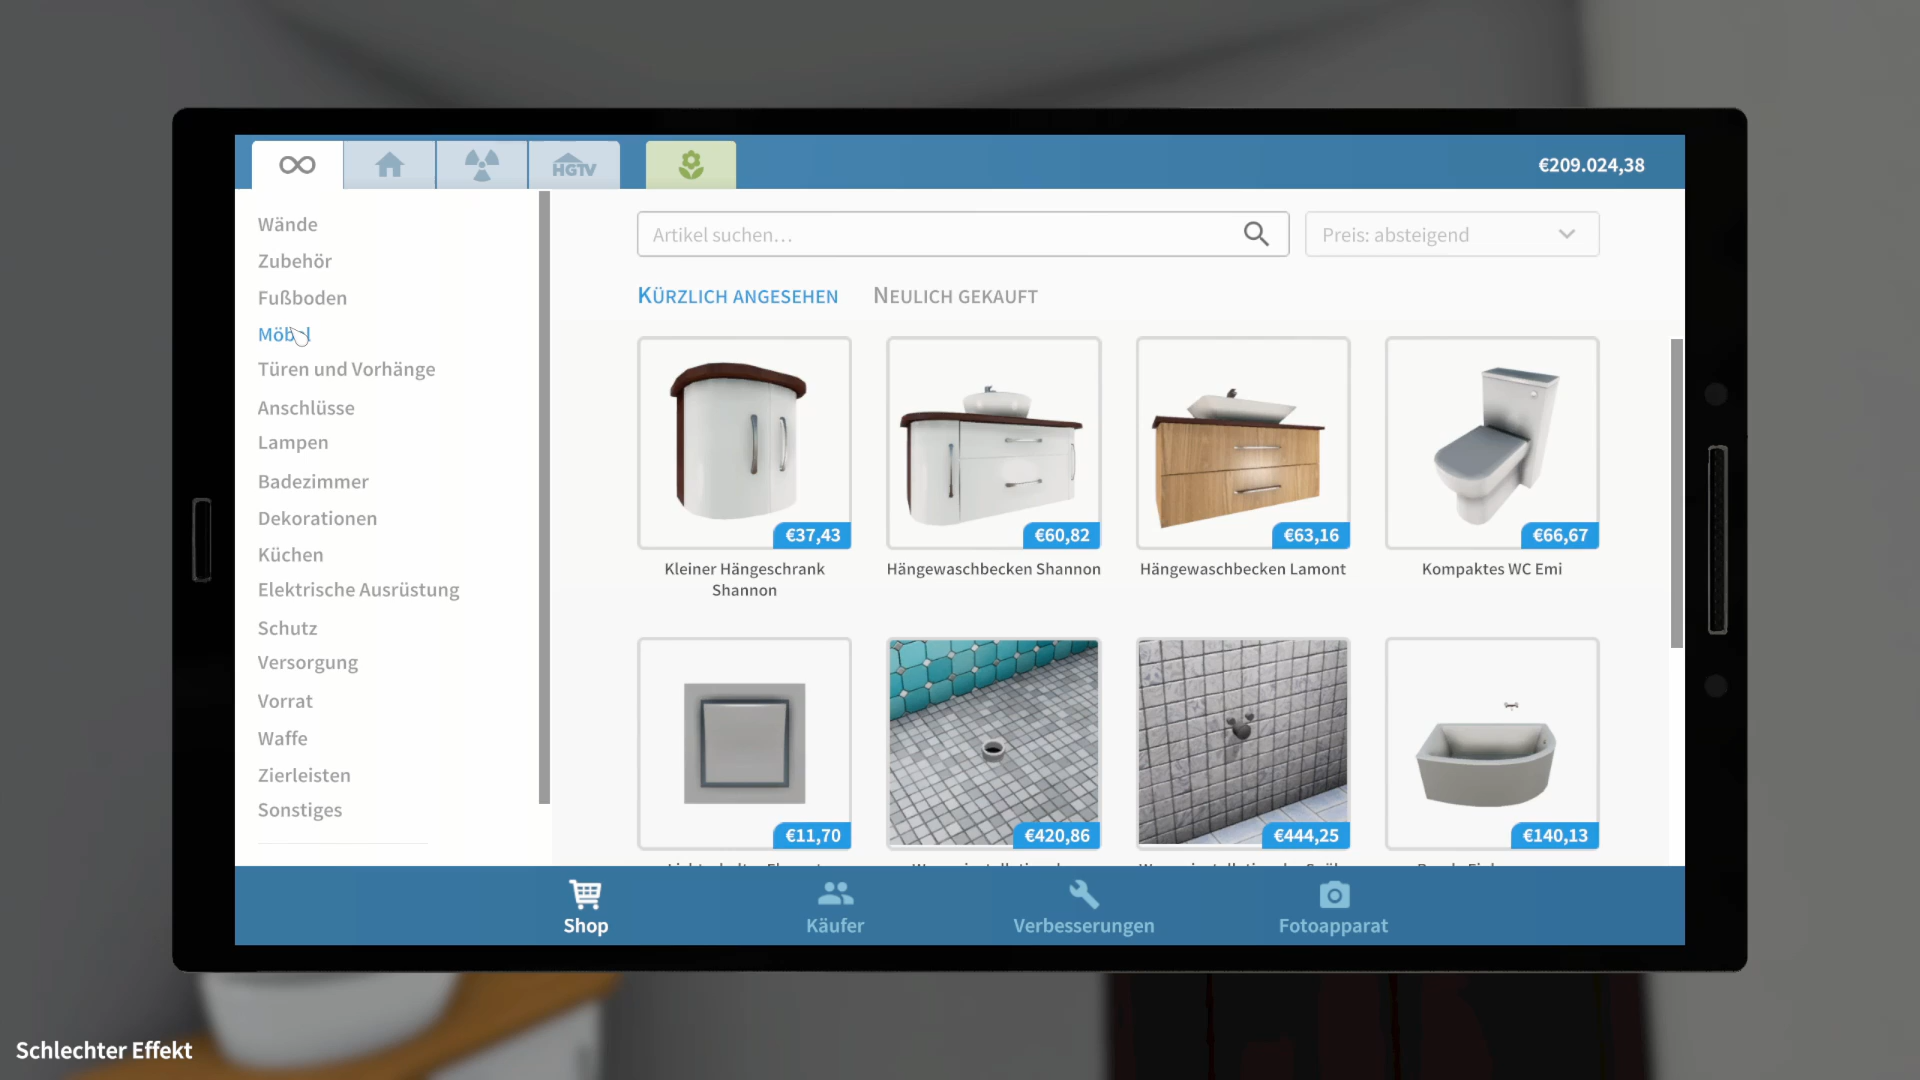 HGTV
€209.024,38
Wände
Zubehör
Fußboden
Möbel
Türen und Vorhänge
Anschlüsse
Lampen
Badezimmer
Dekorationen
Küchen
Elektrische Ausrüstung
Schutz
Versorgung
Vorrat
Waffe
Zierleisten
Sonstiges
Artikel suchen...
Preis: absteigend
KÜRZLICH ANGESEHEN
NEULICH GEKAUFT
€37,43
€60,82
€63,16
€66,67
Kleiner Hängeschrank
Shannon
Hängewaschbecken Shannon
Hängewaschbecken Lamont
Kompaktes WC Emi
€11,70
€420,86
€444,25
€140,13
Shop
Käufer
Verbesserungen
Fotoapparat
Schlechter Effekt